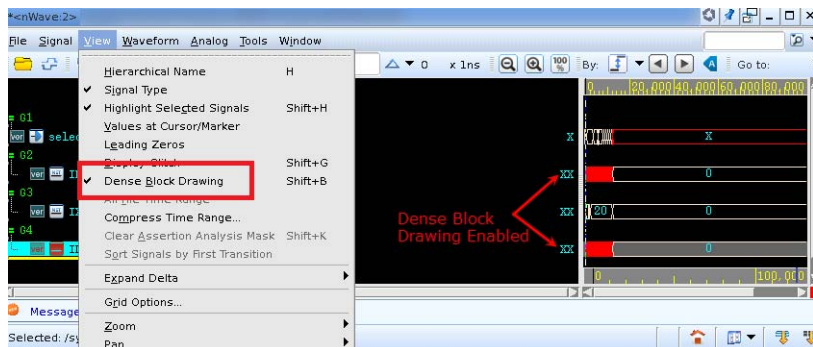 *<nWave:2>
File Signal View Waveform Analog Tools Window
0 x 1ns 100 % By: Go to:
Hierarchical Name H
Signal Type
Highlight Selected Signals Shift+H
Values at Cursor/Marker
Leading Zeros
Display Glitch Shift+G
Dense Block Drawing Shift+B
Compress Time Range...
Clear Assertion Analysis Mask Shift+K
Sort Signals by First Transition
Expand Delta
Grid Options...
Zoom
Pan
G1
G2
G3
G4
X
XX
XX
XX
Dense Block
Drawing Enabled
0 20,000 40,000 60,000 80,000
X
0
20 0
0
0 100,000
Message
Selected: